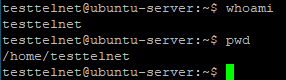 testtelnet@ubuntu-server:~$ whoami
testtelnet
testtelnet@ubuntu-server:~$ pwd
/home/testtelnet
testtelnet@ubuntu-server:~$